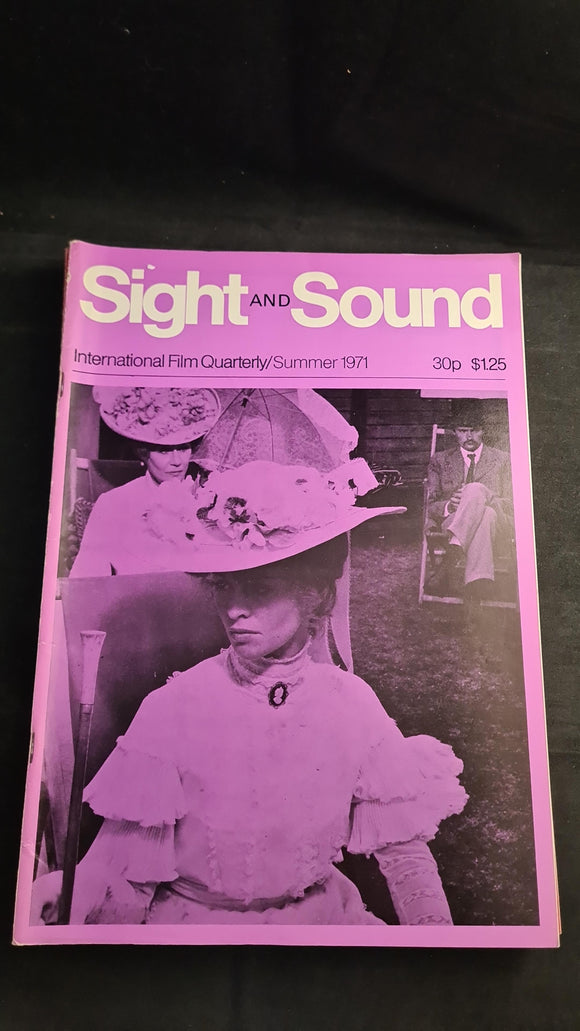 Sight AND Sound
International Film Quarterly/Summer 1971 30p $1.25